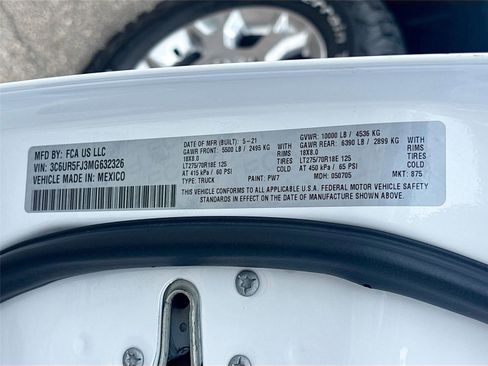 MFD BY: FCA US LLC
VIN: 3C6UR5FJ3MG632326
VEHICLE MADE IN: MEXICO
DATE OF MFR (BUILT): 5-21
GAWR FRONT: 5500 LB / 2495 KG
18X8.0
LT275/70R18E 125
AT 415 kPa / 60 PSI
TYPE: TRUCK
WITH
TIRES
RIMS
COLD
PAINT: PW7
GVWR: 10000 LB / 4536 KG
GAWR REAR: 6390 LB / 2899 KG
18X8.0
LT275/70R18E 125
AT 450 kPa / 65 PSI
MDH: 050705
WITH
TIRES
RIMS
COLD
MKT: 875
THIS VEHICLE CONFORMS TO ALL APPLICABLE U.S.A. FEDERAL MOTOR VEHICLE SAFETY
STANDARDS IN EFFECT ON THE DATE OF MANUFACTURE SHOWN ABOVE.